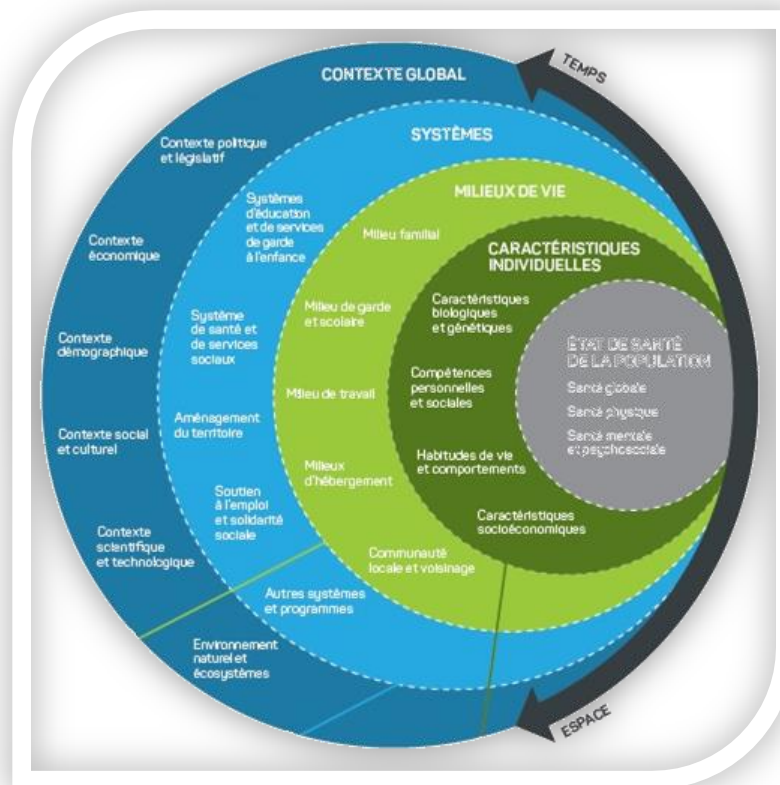 TEMPS
CONTEXTE GLOBAL
Contexte politique
et législatif
Contexte
économique
Contexte
démographique
Contexte social
et culturel
Contexte
scientifique
et technologique
Environnement
naturel et
écosystèmes
SYSTÈMES
Systèmes
d'éducation
et de services
de garde
à l'enfance
Système
de santé et
de services
sociaux
Aménagement
du territoire
Soutien
à l'emploi
et solidarité
sociale
Autres systèmes
et programmes
MILIEUX DE VIE
Milieu familial
Milieu de garde
et scolaire
Milieu de travail
Milieux
d'hébergement
Communauté
locale et voisinage
CARACTÉRISTIQUES
INDIVIDUELLES
Caractéristiques
biologiques
et génétiques
Compétences
personnelles
et sociales
Habitudes de vie
et comportements
Caractéristiques
socioéconomiques
ÉTAT DE SANTÉ
DE LA POPULATION
Santé globale
Santé physique
Santé mentale
et psychosociale
ESPACE